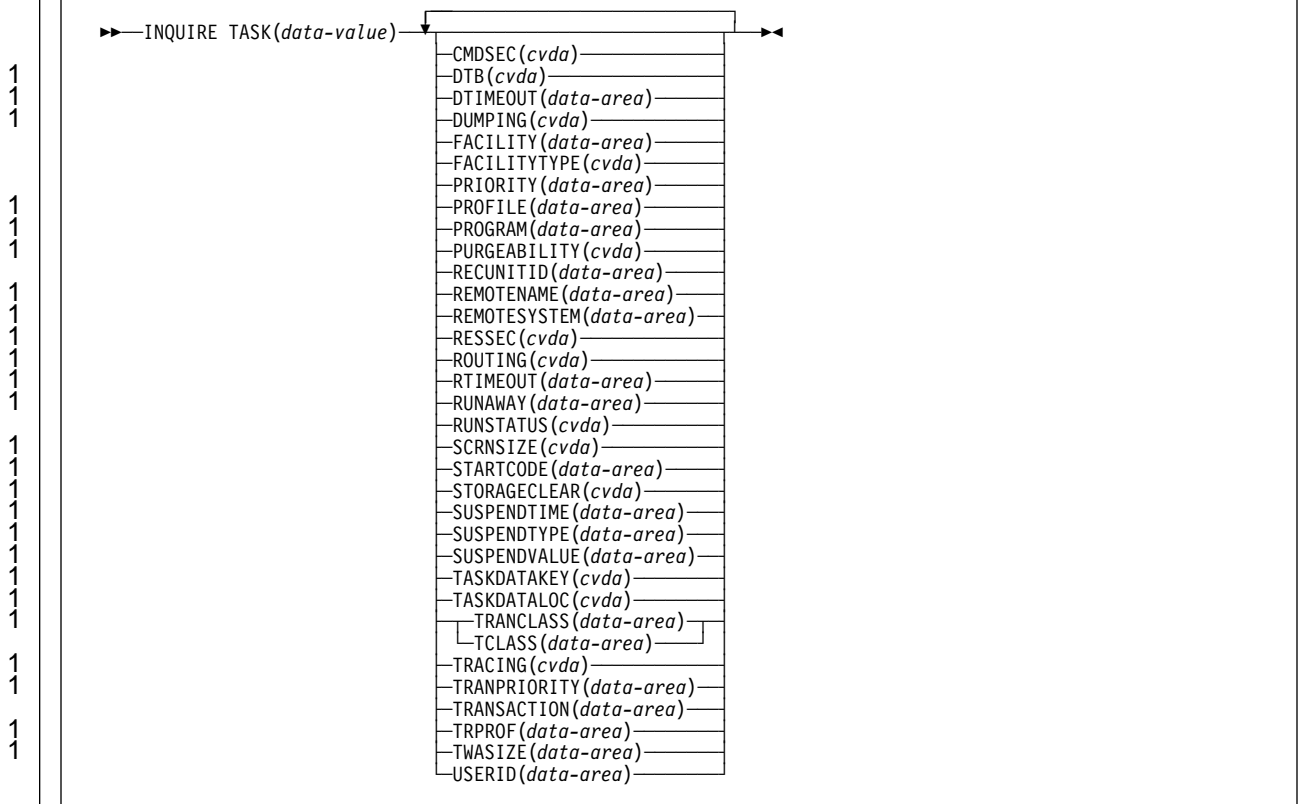 INQUIRE TASK(data-value)
CMDSEC(cvda)
1 DTB(cvda)
1 DTIMEOUT(data-area)
1 DUMPING(cvda)
FACILITY(data-area)
FACILITYTYPE(cvda)
PRIORITY(data-area)
1 PROFILE(data-area)
1 PROGRAM(data-area)
1 PURGEABILITY(cvda)
RECUNITID(data-area)
1 REMOTENAME(data-area)
1 REMOTESYSTEM(data-area)
1 RESSEC(cvda)
1 ROUTING(cvda)
1 RTIMEOUT(data-area)
1 RUNAWAY(data-area)
RUNSTATUS(cvda)
1 SCRNSIZE(cvda)
1 STARTCODE(data-area)
1 STORAGECLEAR(cvda)
1 SUSPENDTIME(data-area)
1 SUSPENDTYPE(data-area)
1 SUSPENDVALUE(data-area)
1 TASKDATAKEY(cvda)
1 TASKDATALOC(cvda)
1 TRANCLASS(data-area)
TCLASS(data-area)
1 TRACING(cvda)
1 TRANPRIORITY(data-area)
TRANSACTION(data-area)
1 TRPROF(data-area)
1 TWASIZE(data-area)
USERID(data-area)